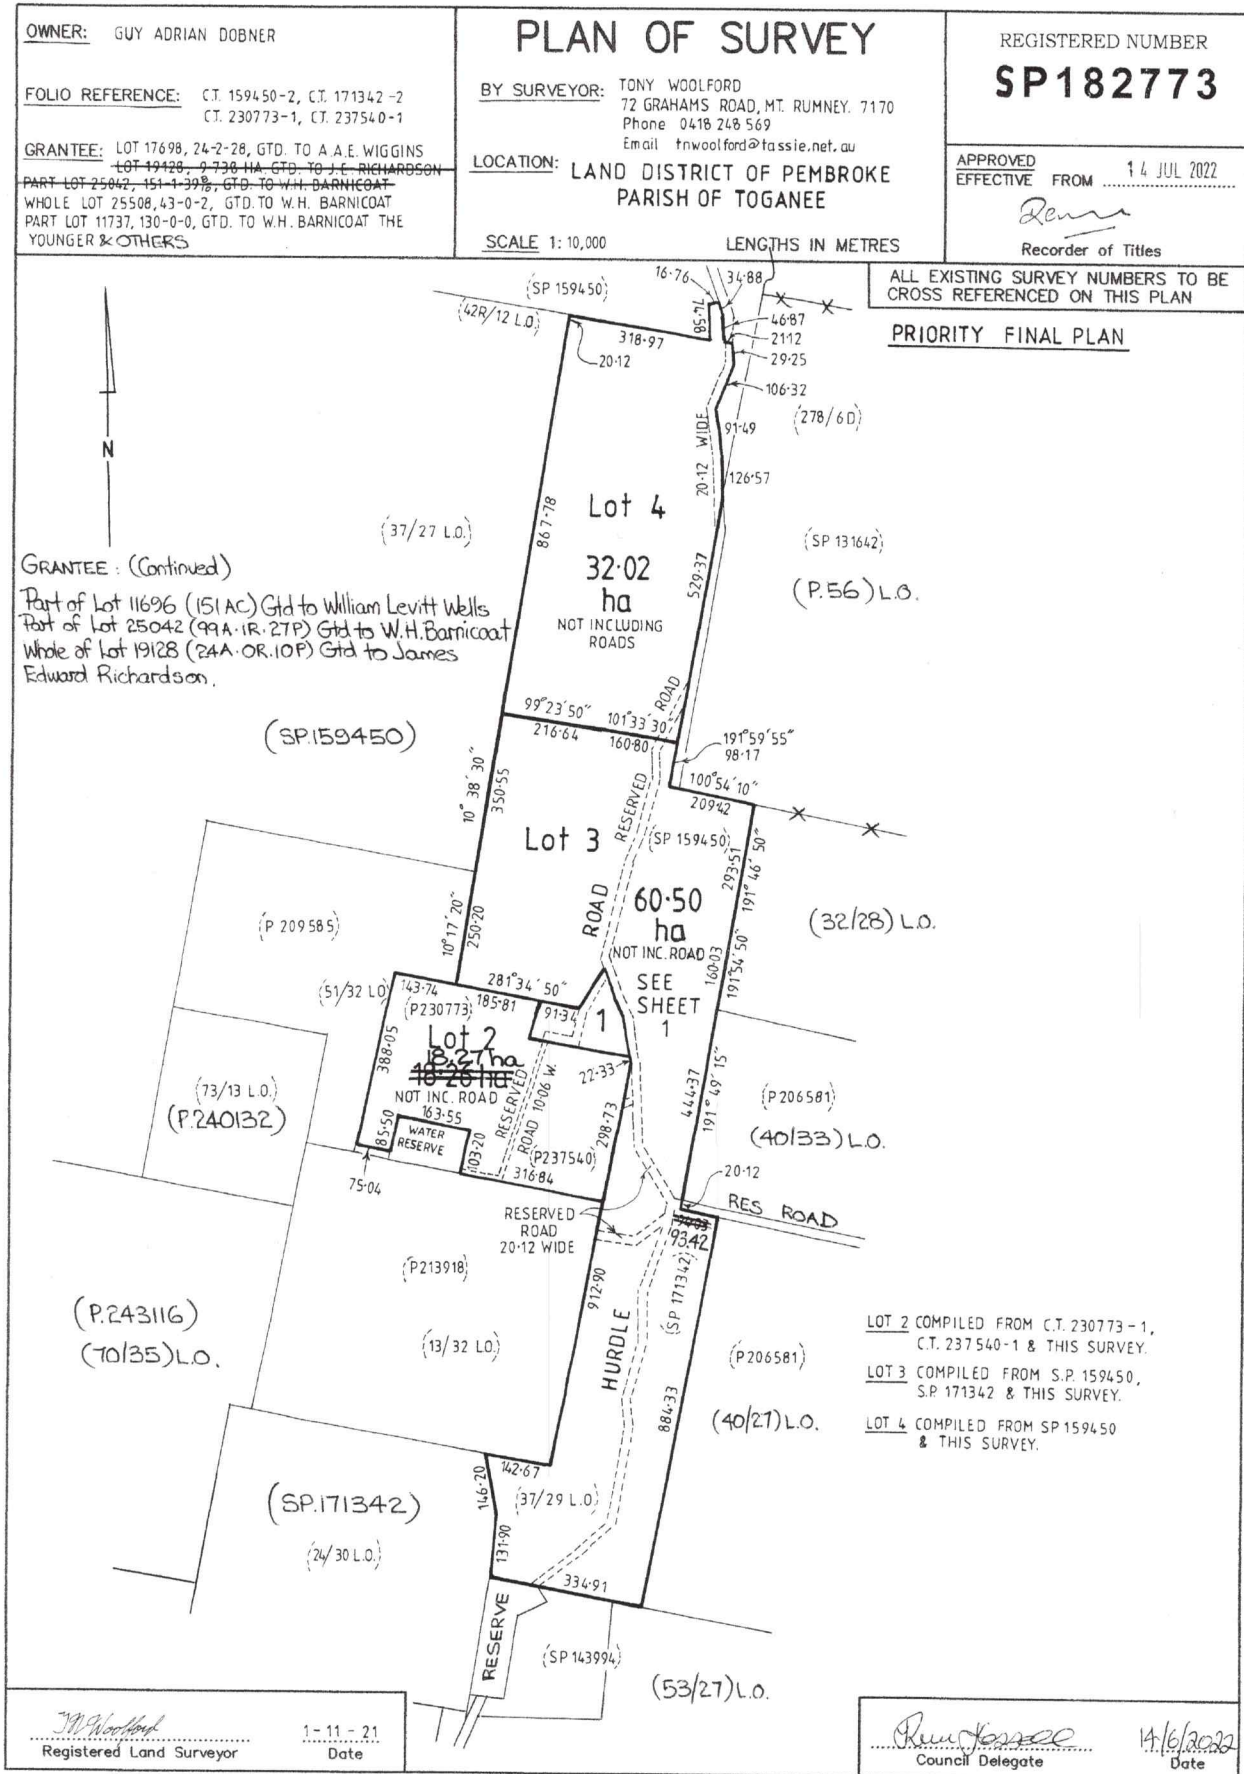 OWNER: GUY ADRIAN DOBNER
FOLIO REFERENCE: C.T. 159450-2, C.T. 171342-2
C.T. 230773-1, C.T. 237540-1
GRANTEE: LOT 17698, 24-2-28, GTD. TO A.A.E. WIGGINS
LOT 19128, 9.738 HA, GTD. TO J.E. RICHARDSON
WHOLE LOT 25508, 43-0-2, GTD. TO W.H. BARNICOAT
PART LOT 11737, 130-0-0, GTD. TO W.H. BARNICOAT THE
YOUNGER & OTHERS
PLAN OF SURVEY
BY SURVEYOR: TONY WOOLFORD
72 GRAHAMS ROAD, MT. RUMNEY. 7170
Phone 0418 248 569
Email tnwoolford@tassie.net.au
LOCATION: LAND DISTRICT OF PEMBROKE
PARISH OF TOGANEE
SCALE 1: 10,000
LENGTHS IN METRES
REGISTERED NUMBER
SP182773
APPROVED
EFFECTIVE FROM 14 JUL 2022
Recorder of Titles
ALL EXISTING SURVEY NUMBERS TO BE
CROSS REFERENCED ON THIS PLAN
PRIORITY FINAL PLAN
(SP 159450)
(42R/12 L.O.)
16.76
34.88
74.58
46.87
21.12
29.25
106.32
318.97
20.12
(278/6D)
91.49
20.12 WIDE
126.57
N
Lot 4
32.02
ha
NOT INCLUDING
ROADS
867.78
529.37
(37/27 L.O.)
(SP 131642)
(P.56) L.O.
GRANTEE: (Continued)
Part of Lot 11696 (151 AC) Gtd to William Levitt Wells
Part of Lot 25042 (99A.1R.27P) Gtd to W.H. Barnicoat
Whole of Lot 19128 (24A.0R.10P) Gtd to James
Edward Richardson.
(SP.159450)
ROAD
99°23'50"
101°33'30"
216.64
160.80
191°59'55"
98.17
100°54'10"
209.42
10°38'30"
350.55
RESERVED
Lot 3
(SP 159450)
293.51
191°46'50"
ROAD
60.50
ha
NOT INC. ROAD
SEE
SHEET
1
(32/28) L.O.
160.03
191°54'50"
(P 209585)
10°17'20"
250.20
(51/32 LO)
143.74
281°34'50"
185.81
(P230773)
91.34
1
Lot 2
18.27 ha
18.26 ha
NOT INC. ROAD
388.05
RESERVED
ROAD 10.06 W.
22.33
444.37
191°49'15"
(73/13 L.O.)
(P.240132)
(P206581)
(40/33) L.O.
163.55
85.50
WATER
RESERVE
103.20
(P237540)
298.73
316.84
75.04
20.12
RES ROAD
RESERVED
ROAD
20.12 WIDE
93.42
(P213918)
(SP 171342)
912.90
HURDLE
(P.243116)
(70/35) L.O.
(13/32 LO.)
(P206581)
(40/27) L.O.
884.33
LOT 2 COMPILED FROM C.T. 230773-1,
C.T. 237540-1 & THIS SURVEY.
LOT 3 COMPILED FROM S.P. 159450,
S.P. 171342 & THIS SURVEY.
LOT 4 COMPILED FROM SP 159450
& THIS SURVEY.
142.67
146.20
(37/29 L.O.)
(SP.171342)
(24/30 L.O.)
131.90
334.91
RESERVE
(SP 143994)
(53/27) L.O.
Registered Land Surveyor
1-11-21
Date
Council Delegate
14/6/2022
Date